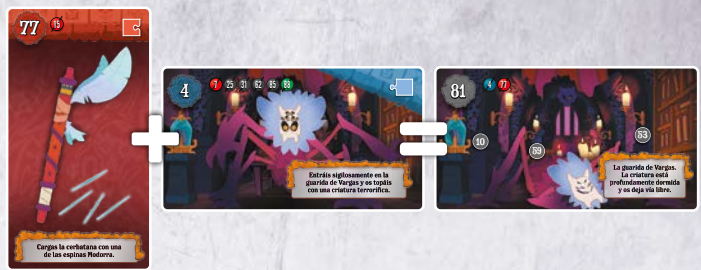 77 15
Cargas la cerbatana con una
de las espinas Modorra.
+
4 7 25 31 62 85 88
Entráis sigilosamente en la
guarida de Vargas y os topáis
con una criatura terrorífica.
=
81 4 77
10 59 53
La guarida de Vargas.
La criatura está
profundamente dormida
y os deja vía libre.